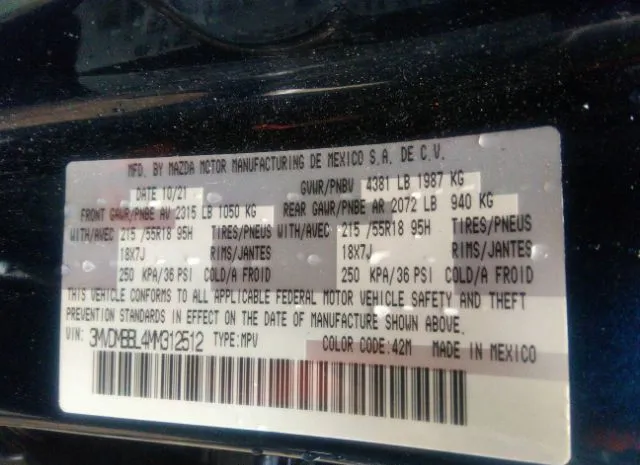 MFD. BY MAZDA MOTOR MANUFACTURING DE MEXICO S.A. DE C.V.
DATE 10/21 GVWR/PNBV 4381 LB 1987 KG
FRONT GAWR/PNBE AV 2315 LB 1050 KG REAR GAWR/PNBE AR 2072 LB 940 KG
WITH/AVEC 215 /55R18 95H TIRES/PNEUS WITH/AVEC 215 /55R18 95H TIRES/PNEUS
18X7J RIMS/JANTES 18X7J RIMS/JANTES
250 KPA/36 PSI COLD/A FROID 250 KPA/36 PSI COLD/A FROID
THIS VEHICLE CONFORMS TO ALL APPLICABLE FEDERAL MOTOR VEHICLE SAFETY AND THEFT
PREVENTION STANDARDS IN EFFECT ON THE DATE OF MANUFACTURE SHOWN ABOVE.
VIN: 3MVDMBBL4MM312512 TYPE:MPV COLOR CODE:42M MADE IN MEXICO